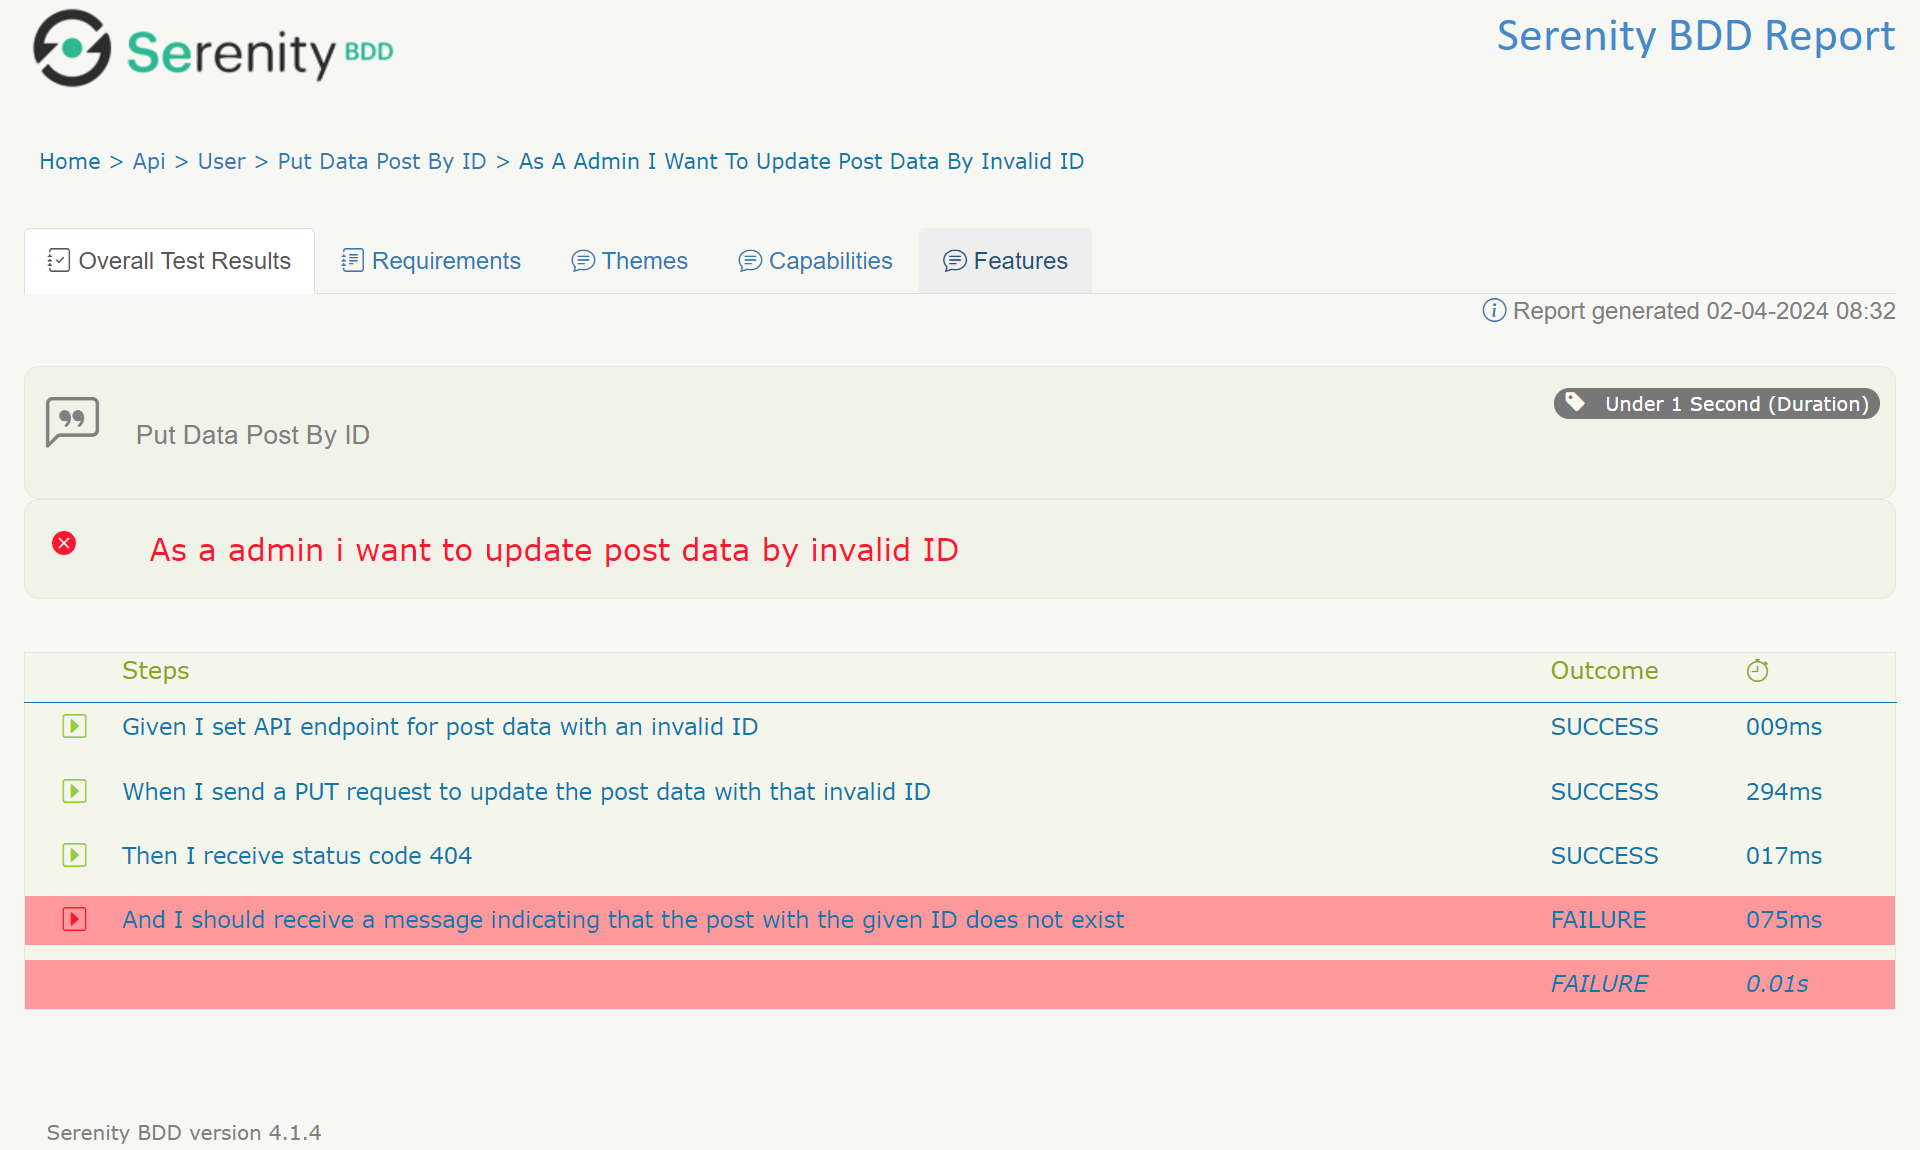 Serenity BDD
Serenity BDD Report
Home > Api > User > Put Data Post By ID > As A Admin I Want To Update Post Data By Invalid ID
Overall Test Results Requirements Themes Capabilities Features
Report generated 02-04-2024 08:32
Under 1 Second (Duration)
Put Data Post By ID
As a admin i want to update post data by invalid ID
Steps Outcome
Given I set API endpoint for post data with an invalid ID SUCCESS 009ms
When I send a PUT request to update the post data with that invalid ID SUCCESS 294ms
Then I receive status code 404 SUCCESS 017ms
And I should receive a message indicating that the post with the given ID does not exist FAILURE 075ms
FAILURE 0.01s
Serenity BDD version 4.1.4